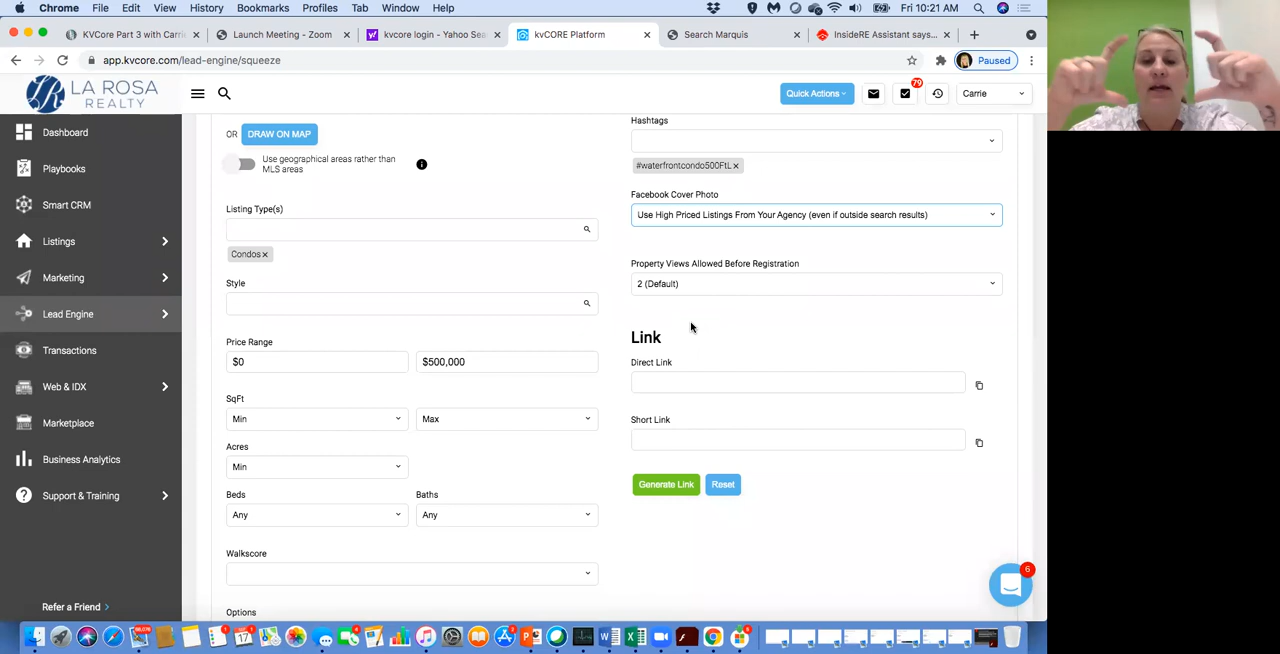 Chrome File Edit View History Bookmarks Profiles Tab Window Help Fri 10:21 AM
KVCore Part 3 with Carri Launch Meeting - Zoom kvcore login - Yahoo Sea kvCORE Platform Search Marquis InsideRE Assistant says...
app.kvcore.com/lead-engine/squeeze Paused
LA ROSA
REALTY
Quick Actions 79 Carrie
Dashboard
Playbooks
Smart CRM
Listings
Marketing
Lead Engine
Transactions
Web & IDX
Marketplace
Business Analytics
Support & Training
Refer a Friend
OR DRAW ON MAP
Use geographical areas rather than
MLS areas
Listing Type(s)
Condos
Style
Price Range
$0 $500,000
SqFt
Min Max
Acres
Min
Beds Baths
Any Any
Walkscore
Options
Hashtags
#waterfrontcondo500FtL
Facebook Cover Photo
Use High Priced Listings From Your Agency (even if outside search results)
Property Views Allowed Before Registration
2 (Default)
Link
Direct Link
Short Link
Generate Link Reset
6